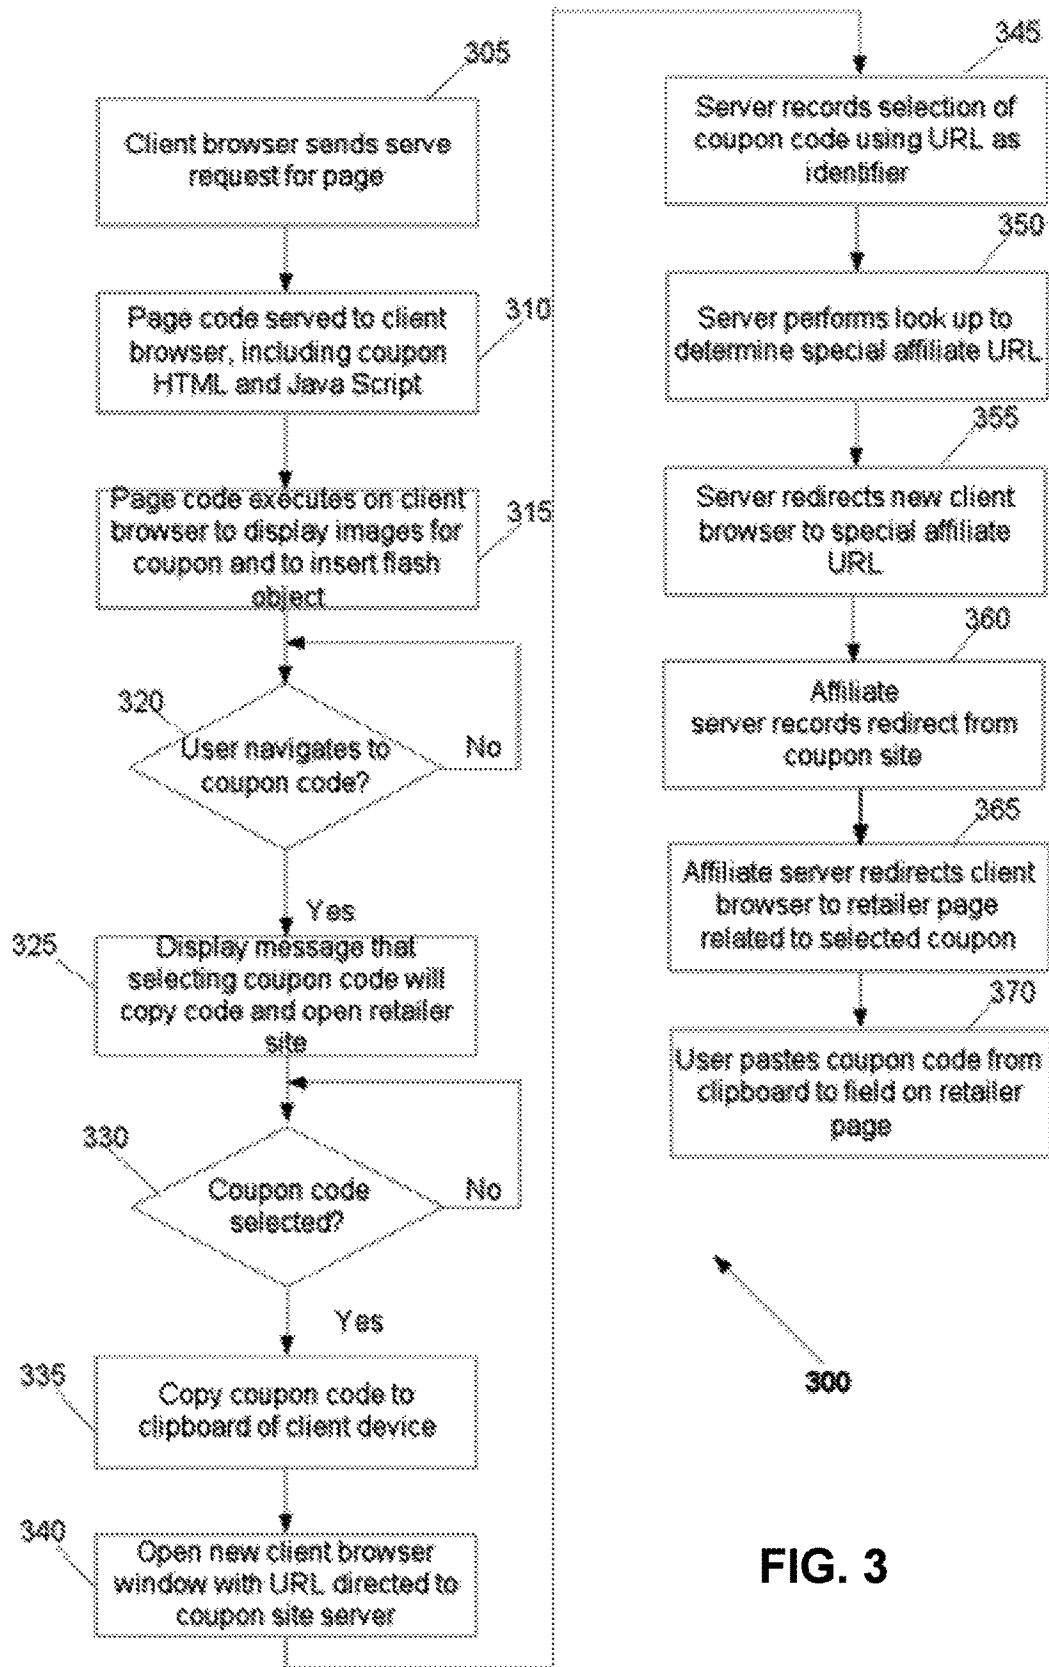 305
Client browser sends serve
request for page
Page code served to client
browser, including coupon
HTML and Java Script
310
Page code executes on client
browser to display images for
coupon and to insert flash
object
315
320
User navigates to
coupon code?
No
Yes
325
Display message that
selecting coupon code will
copy code and open retailer
site
330
Coupon code
selected?
No
Yes
335
Copy coupon code to
clipboard of client device
340
Open new client browser
window with URL directed to
coupon site server
345
Server records selection of
coupon code using URL as
identifier
350
Server performs look up to
determine special affiliate URL
355
Server redirects new client
browser to special affiliate
URL
360
Affiliate
server records redirect from
coupon site
365
Affiliate server redirects client
browser to retailer page
related to selected coupon
370
User pastes coupon code from
clipboard to field on retailer
page
300
FIG. 3